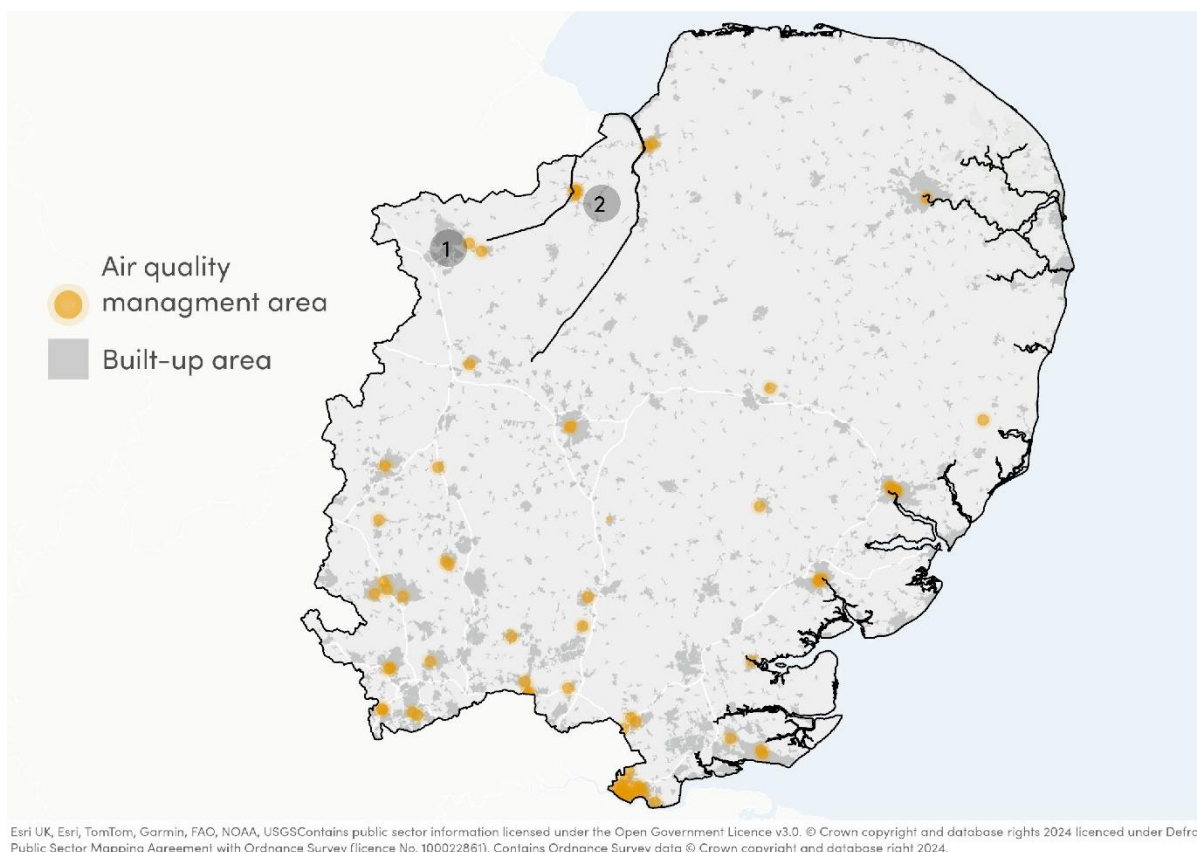 2
1
Air quality
managment area
Built-up area
Esri UK, Esri, TomTom, Garmin, FAO, NOAA, USGSContains public sector information licensed under the Open Government Licence v3.0. © Crown copyright and database rights 2024 licenced under Defra
Public Sector Mapping Agreement with Ordnance Survey (licence No. 100022861). Contains Ordnance Survey data © Crown copyright and database right 2024.